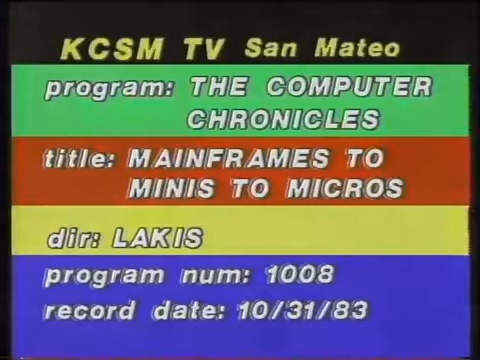 KCSM TV San Mateo
program: THE COMPUTER
CHRONICLES
title: MAINFRAMES TO
MINIS TO MICROS
dir: LAKIS
program num: 1008
record date: 10/31/83